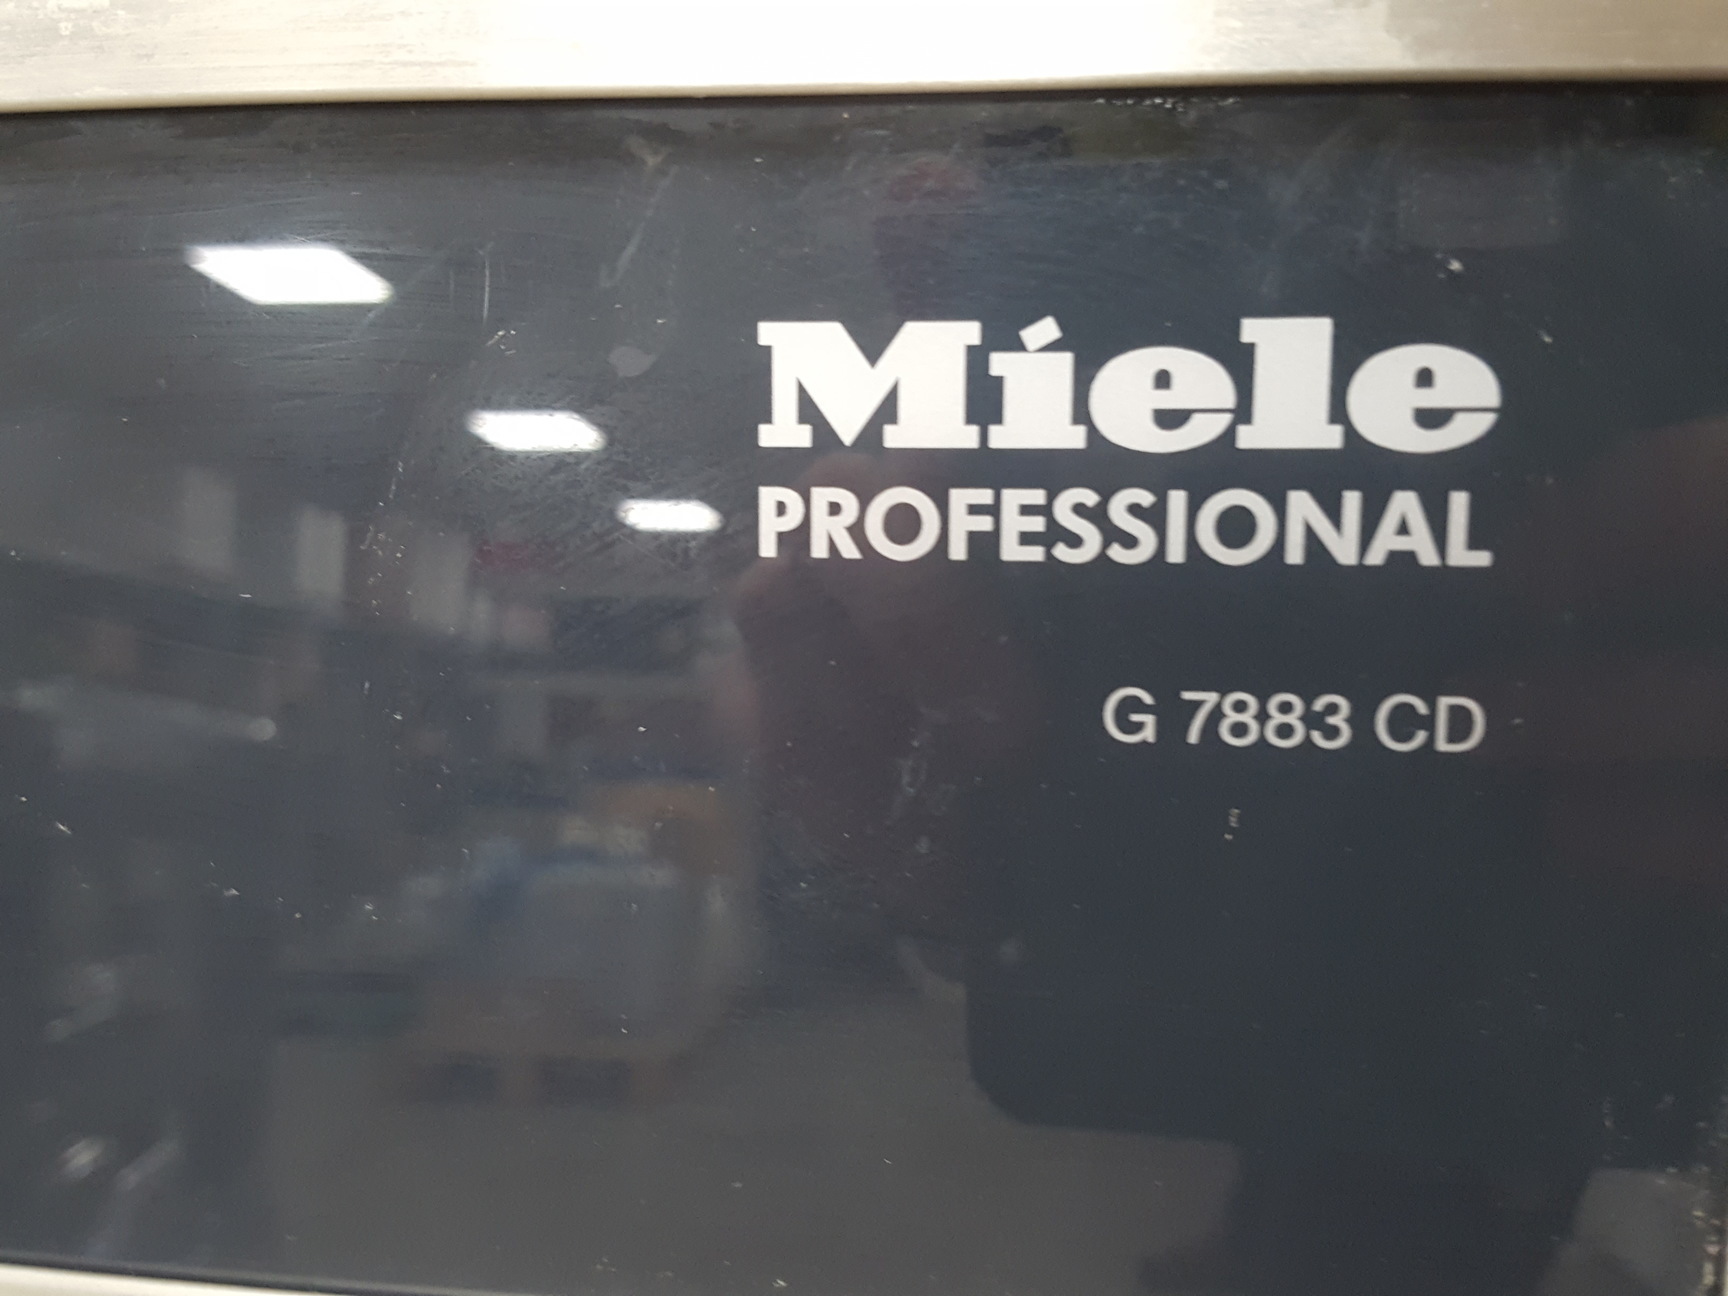 Miele
PROFESSIONAL
G 7883 CD